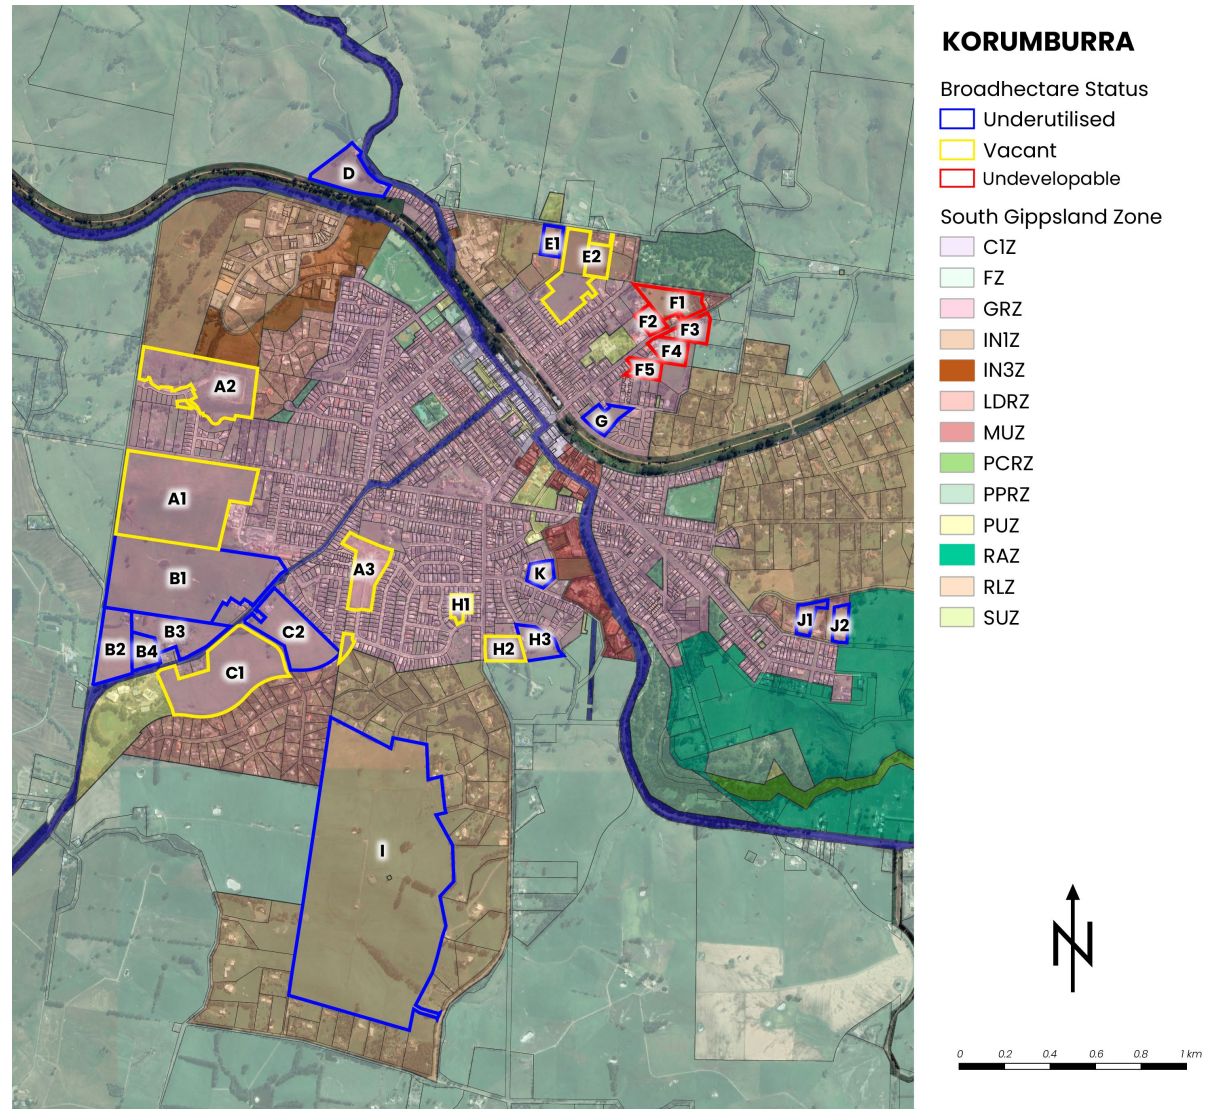 KORUMBURRA
Broadhectare Status
Underutilised
Vacant
Undevelopable
South Gippsland Zone
C1Z
FZ
GRZ
IN1Z
IN3Z
LDRZ
MUZ
PCRZ
PPRZ
PUZ
RAZ
RLZ
SUZ
D
E1
E2
F1
F2
F3
F4
F5
A2
G
A1
A3
K
B1
H1
J1
J2
B3
C2
B2
B4
H3
H2
C1
I
N
0 0.2 0.4 0.6 0.8 1 km